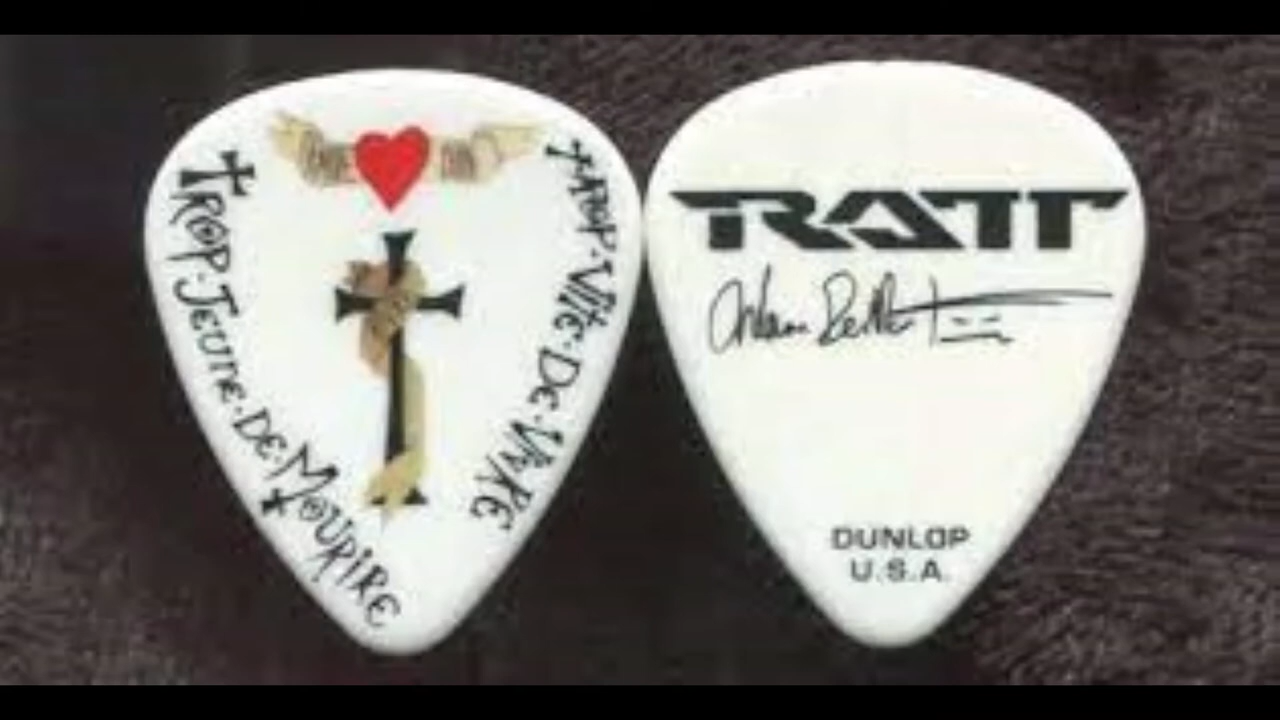 TROP·JEUNE·DE·MOURIRE
TROP·VITE·DE·VIVRE
RATT
DUNLOP
U.S.A.